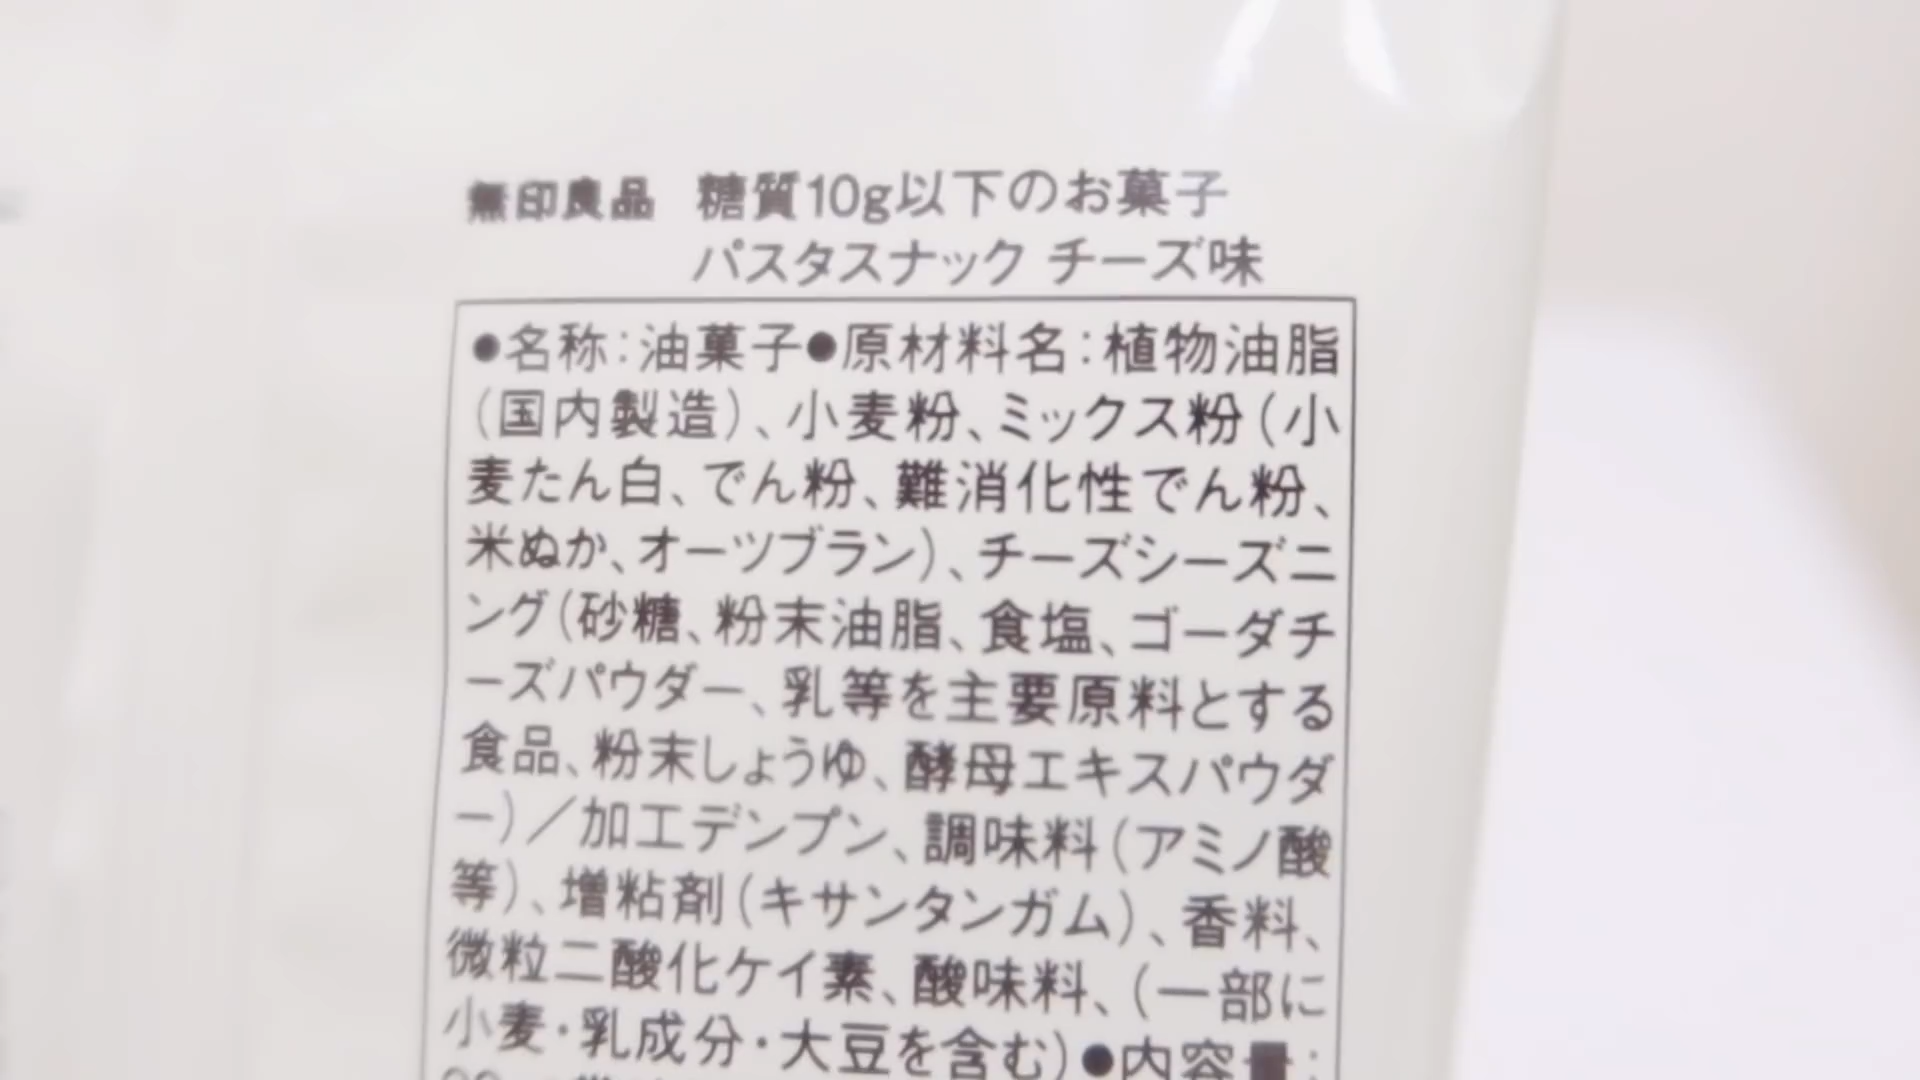 無印良品 糖質10g以下のお菓子
パスタスナック チーズ味
●名称：油菓子●原材料名：植物油脂
（国内製造）、小麦粉、ミックス粉（小
麦たん白、でん粉、難消化性でん粉、
米ぬか、オーツブラン）、チーズシーズニ
ング（砂糖、粉末油脂、食塩、ゴーダチ
ーズパウダー、乳等を主要原料とする
食品、粉末しょうゆ、酵母エキスパウダ
ー）／加工デンプン、調味料（アミノ酸
等）、増粘剤（キサンタンガム）、香料、
微粒二酸化ケイ素、酸味料、（一部に
小麦・乳成分・大豆を含む）●内容量：